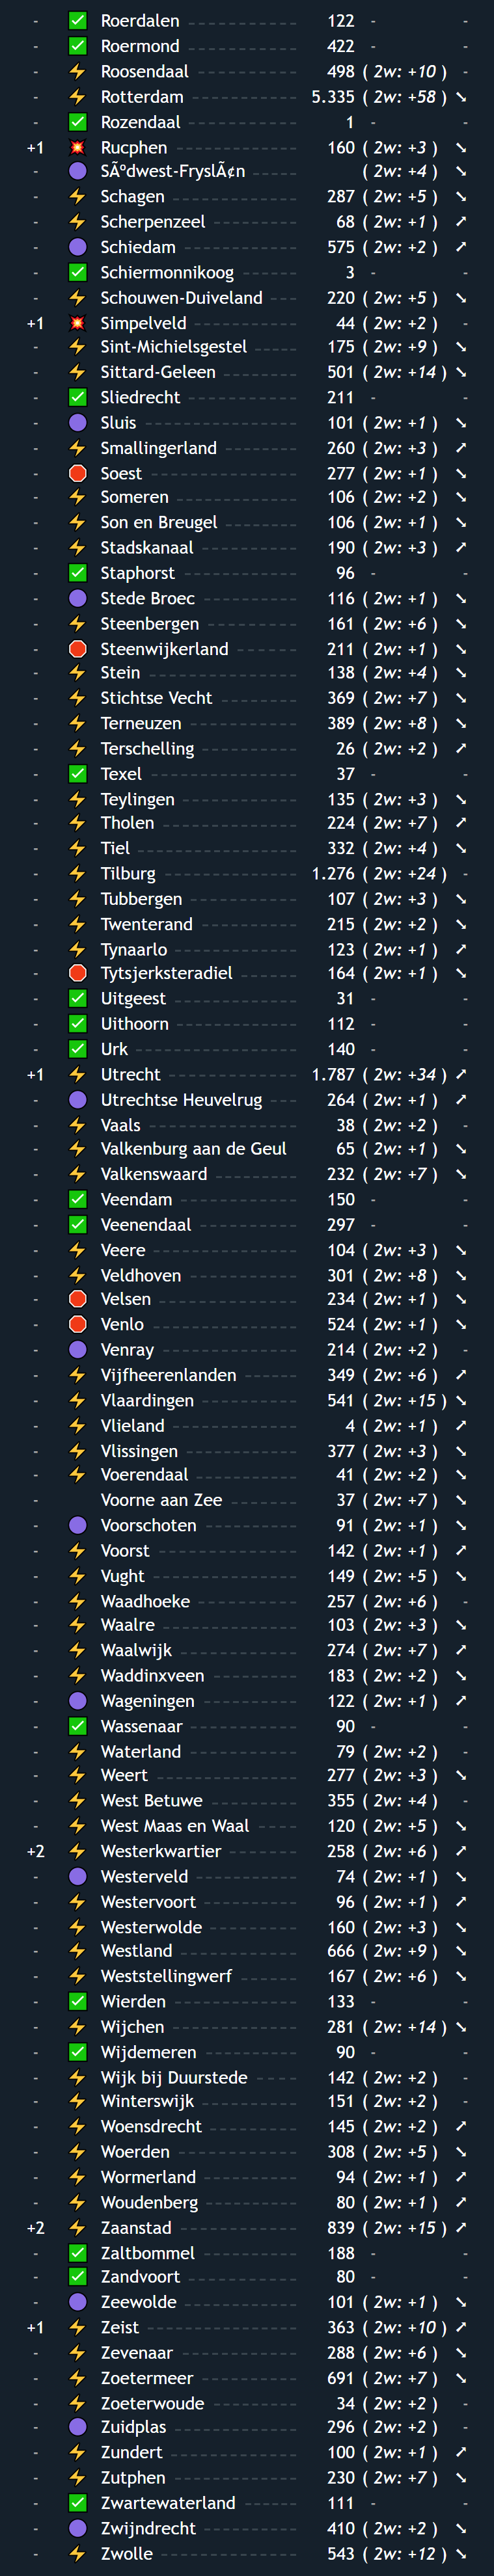 - ✅ Roerdalen 122 - -
- ✅ Roermond 422 - -
- ⚡ Roosendaal 498 ( 2w: +10 ) -
- ⚡ Rotterdam 5.335 ( 2w: +58 ) ➘
- ✅ Rozendaal 1 - -
+1 💥 Rucphen 160 ( 2w: +3 ) ➘
- 🟣 SÃºdwest-FryslÃ¢n ( 2w: +4 ) ➘
- ⚡ Schagen 287 ( 2w: +5 ) ➘
- ⚡ Scherpenzeel 68 ( 2w: +1 ) ➚
- 🟣 Schiedam 575 ( 2w: +2 ) ➚
- ✅ Schiermonnikoog 3 - -
- ⚡ Schouwen-Duiveland 220 ( 2w: +5 ) ➘
+1 💥 Simpelveld 44 ( 2w: +2 ) -
- ⚡ Sint-Michielsgestel 175 ( 2w: +9 ) ➘
- ⚡ Sittard-Geleen 501 ( 2w: +14 ) ➘
- ✅ Sliedrecht 211 - -
- 🟣 Sluis 101 ( 2w: +1 ) ➘
- ⚡ Smallingerland 260 ( 2w: +3 ) ➚
- 🛑 Soest 277 ( 2w: +1 ) ➘
- ⚡ Someren 106 ( 2w: +2 ) ➘
- ⚡ Son en Breugel 106 ( 2w: +1 ) ➘
- ⚡ Stadskanaal 190 ( 2w: +3 ) ➚
- ✅ Staphorst 96 - -
- 🟣 Stede Broec 116 ( 2w: +1 ) ➘
- ⚡ Steenbergen 161 ( 2w: +6 ) ➘
- 🛑 Steenwijkerland 211 ( 2w: +1 ) ➘
- ⚡ Stein 138 ( 2w: +4 ) ➘
- ⚡ Stichtse Vecht 369 ( 2w: +7 ) ➘
- ⚡ Terneuzen 389 ( 2w: +8 ) ➘
- ⚡ Terschelling 26 ( 2w: +2 ) ➚
- ✅ Texel 37 - -
- ⚡ Teylingen 135 ( 2w: +3 ) ➘
- ⚡ Tholen 224 ( 2w: +7 ) ➚
- ⚡ Tiel 332 ( 2w: +4 ) ➘
- ⚡ Tilburg 1.276 ( 2w: +24 ) -
- ⚡ Tubbergen 107 ( 2w: +3 ) ➘
- ⚡ Twenterand 215 ( 2w: +2 ) ➘
- ⚡ Tynaarlo 123 ( 2w: +1 ) ➚
- 🛑 Tytsjerksteradiel 164 ( 2w: +1 ) ➘
- ✅ Uitgeest 31 - -
- ✅ Uithoorn 112 - -
- ✅ Urk 140 - -
+1 ⚡ Utrecht 1.787 ( 2w: +34 ) ➚
- 🟣 Utrechtse Heuvelrug 264 ( 2w: +1 ) ➚
- ⚡ Vaals 38 ( 2w: +2 ) -
- ⚡ Valkenburg aan de Geul 65 ( 2w: +1 ) ➘
- ⚡ Valkenswaard 232 ( 2w: +7 ) ➘
- ✅ Veendam 150 - -
- ✅ Veenendaal 297 - -
- ⚡ Veere 104 ( 2w: +3 ) ➘
- ⚡ Veldhoven 301 ( 2w: +8 ) ➘
- 🛑 Velsen 234 ( 2w: +1 ) ➘
- 🛑 Venlo 524 ( 2w: +1 ) ➘
- 🟣 Venray 214 ( 2w: +2 ) -
- ⚡ Vijfheerenlanden 349 ( 2w: +6 ) ➚
- ⚡ Vlaardingen 541 ( 2w: +15 ) ➘
- ⚡ Vlieland 4 ( 2w: +1 ) ➚
- ⚡ Vlissingen 377 ( 2w: +3 ) ➘
- ⚡ Voerendaal 41 ( 2w: +2 ) ➘
- Voorne aan Zee 37 ( 2w: +7 ) ➘
- 🟣 Voorschoten 91 ( 2w: +1 ) ➘
- ⚡ Voorst 142 ( 2w: +1 ) ➚
- ⚡ Vught 149 ( 2w: +5 ) ➘
- ⚡ Waadhoeke 257 ( 2w: +6 ) -
- ⚡ Waalre 103 ( 2w: +3 ) ➘
- ⚡ Waalwijk 274 ( 2w: +7 ) ➚
- ⚡ Waddinxveen 183 ( 2w: +2 ) ➘
- 🟣 Wageningen 122 ( 2w: +1 ) ➚
- ✅ Wassenaar 90 - -
- ⚡ Waterland 79 ( 2w: +2 ) -
- ⚡ Weert 277 ( 2w: +3 ) ➘
- ⚡ West Betuwe 355 ( 2w: +4 ) -
- ⚡ West Maas en Waal 120 ( 2w: +5 ) ➘
+2 ⚡ Westerkwartier 258 ( 2w: +6 ) ➚
- 🟣 Westerveld 74 ( 2w: +1 ) ➘
- ⚡ Westervoort 96 ( 2w: +1 ) ➚
- ⚡ Westerwolde 160 ( 2w: +3 ) ➘
- ⚡ Westland 666 ( 2w: +9 ) ➘
- ⚡ Weststellingwerf 167 ( 2w: +6 ) ➘
- ✅ Wierden 133 - -
- ⚡ Wijchen 281 ( 2w: +14 ) ➘
- ✅ Wijdemeren 90 - -
- ⚡ Wijk bij Duurstede 142 ( 2w: +2 ) -
- ⚡ Winterswijk 151 ( 2w: +2 ) -
- ⚡ Woensdrecht 145 ( 2w: +2 ) ➚
- ⚡ Woerden 308 ( 2w: +5 ) ➘
- ⚡ Wormerland 94 ( 2w: +1 ) ➚
- ⚡ Woudenberg 80 ( 2w: +1 ) ➚
+2 ⚡ Zaanstad 839 ( 2w: +15 ) ➚
- ✅ Zaltbommel 188 - -
- ✅ Zandvoort 80 - -
- 🟣 Zeewolde 101 ( 2w: +1 ) ➘
+1 ⚡ Zeist 363 ( 2w: +10 ) ➚
- ⚡ Zevenaar 288 ( 2w: +6 ) ➘
- ⚡ Zoetermeer 691 ( 2w: +7 ) ➘
- ⚡ Zoeterwoude 34 ( 2w: +2 ) -
- 🟣 Zuidplas 296 ( 2w: +2 ) -
- ⚡ Zundert 100 ( 2w: +1 ) ➚
- ⚡ Zutphen 230 ( 2w: +7 ) ➘
- ✅ Zwartewaterland 111 - -
- 🟣 Zwijndrecht 410 ( 2w: +2 ) ➘
- ⚡ Zwolle 543 ( 2w: +12 ) ➘